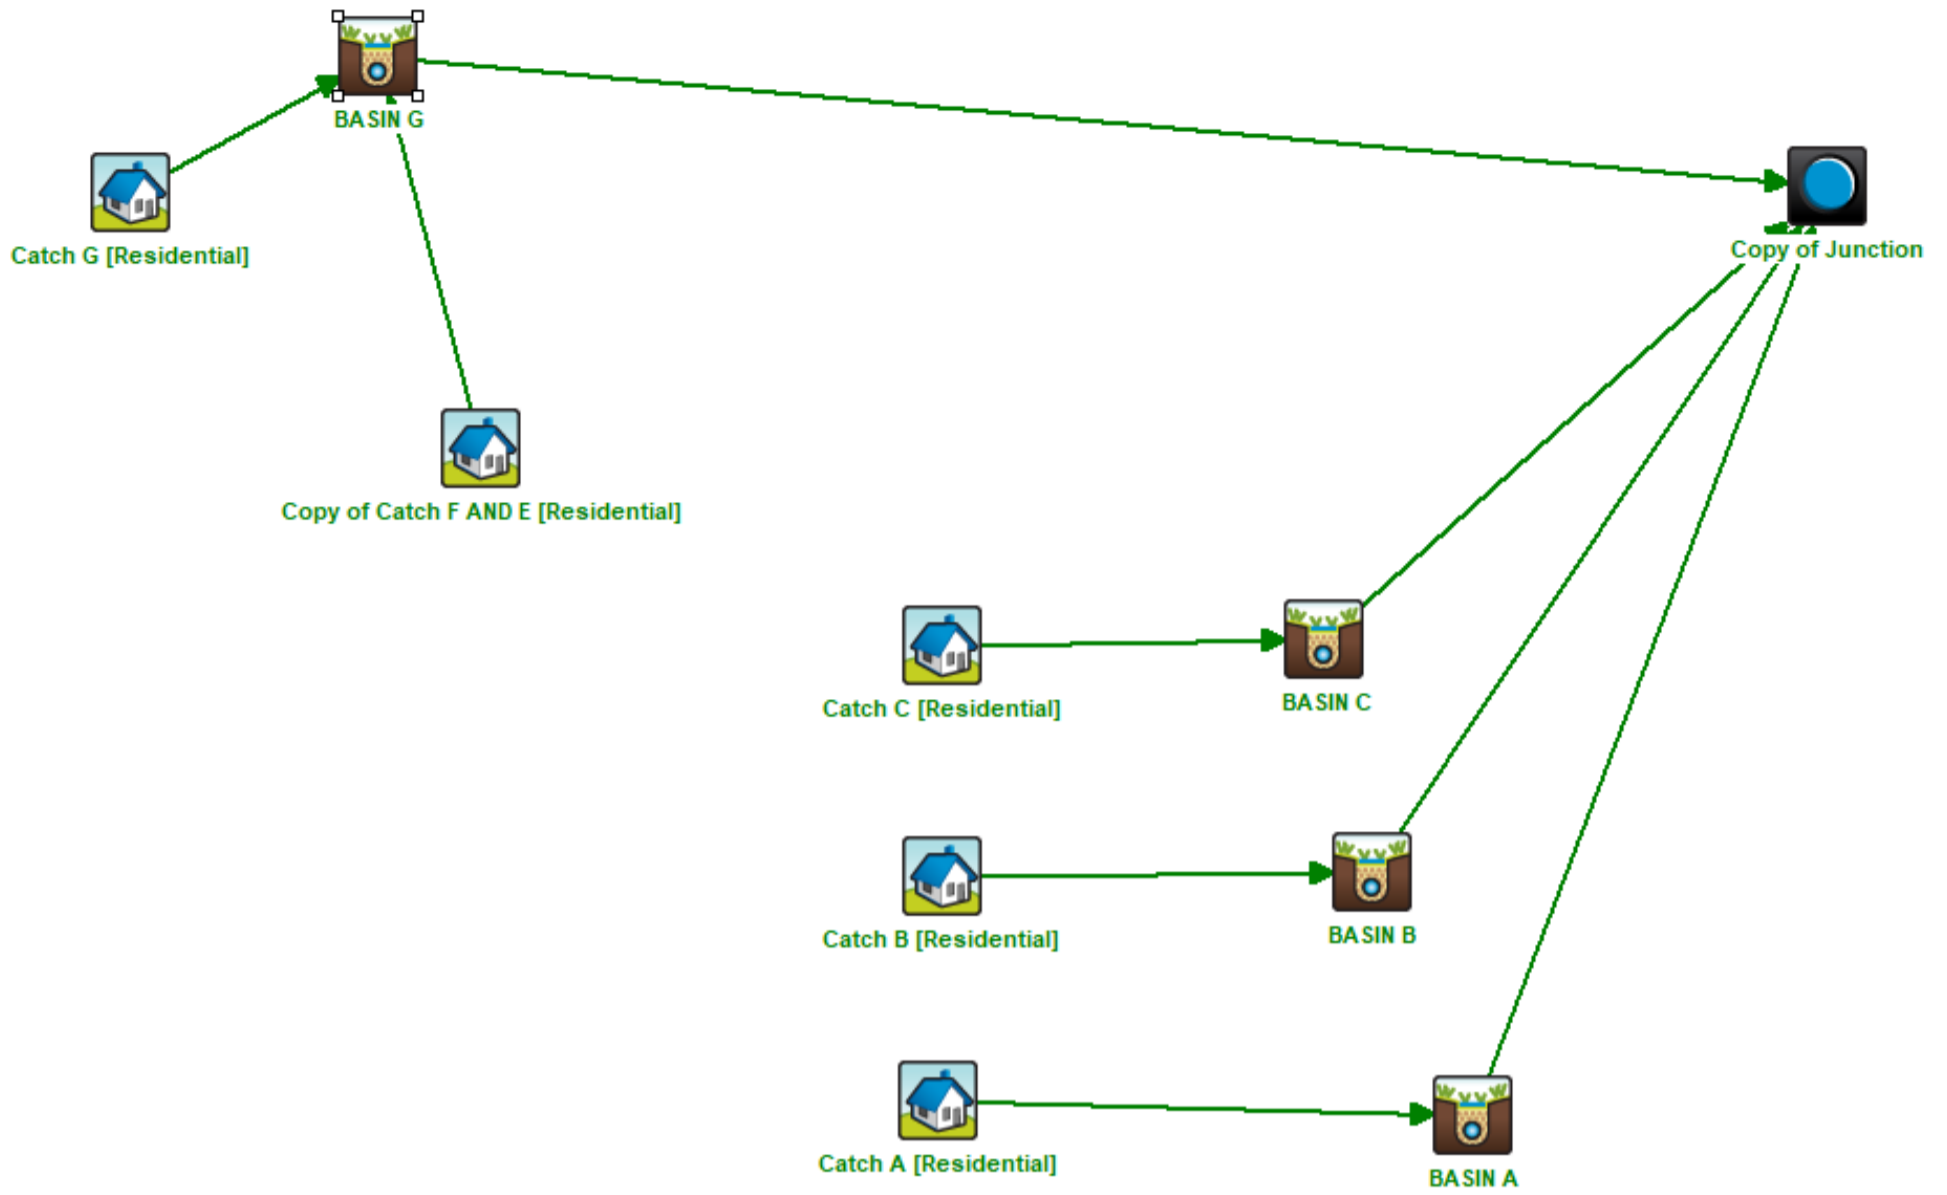 BASIN G
Catch G [Residential]
Copy of Junction
Copy of Catch F AND E [Residential]
Catch C [Residential]
BASIN C
Catch B [Residential]
BASIN B
Catch A [Residential]
BASIN A